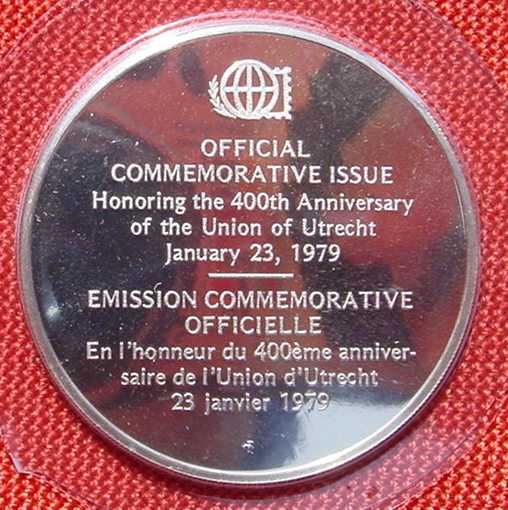 OFFICIAL
COMMEMORATIVE ISSUE
Honoring the 400th Anniversary
of the Union of Utrecht
January 23, 1979
EMISSION COMMEMORATIVE
OFFICIELLE
En l'honneur du 400ème anniver-
saire de l'Union d'Utrecht
23 janvier 1979